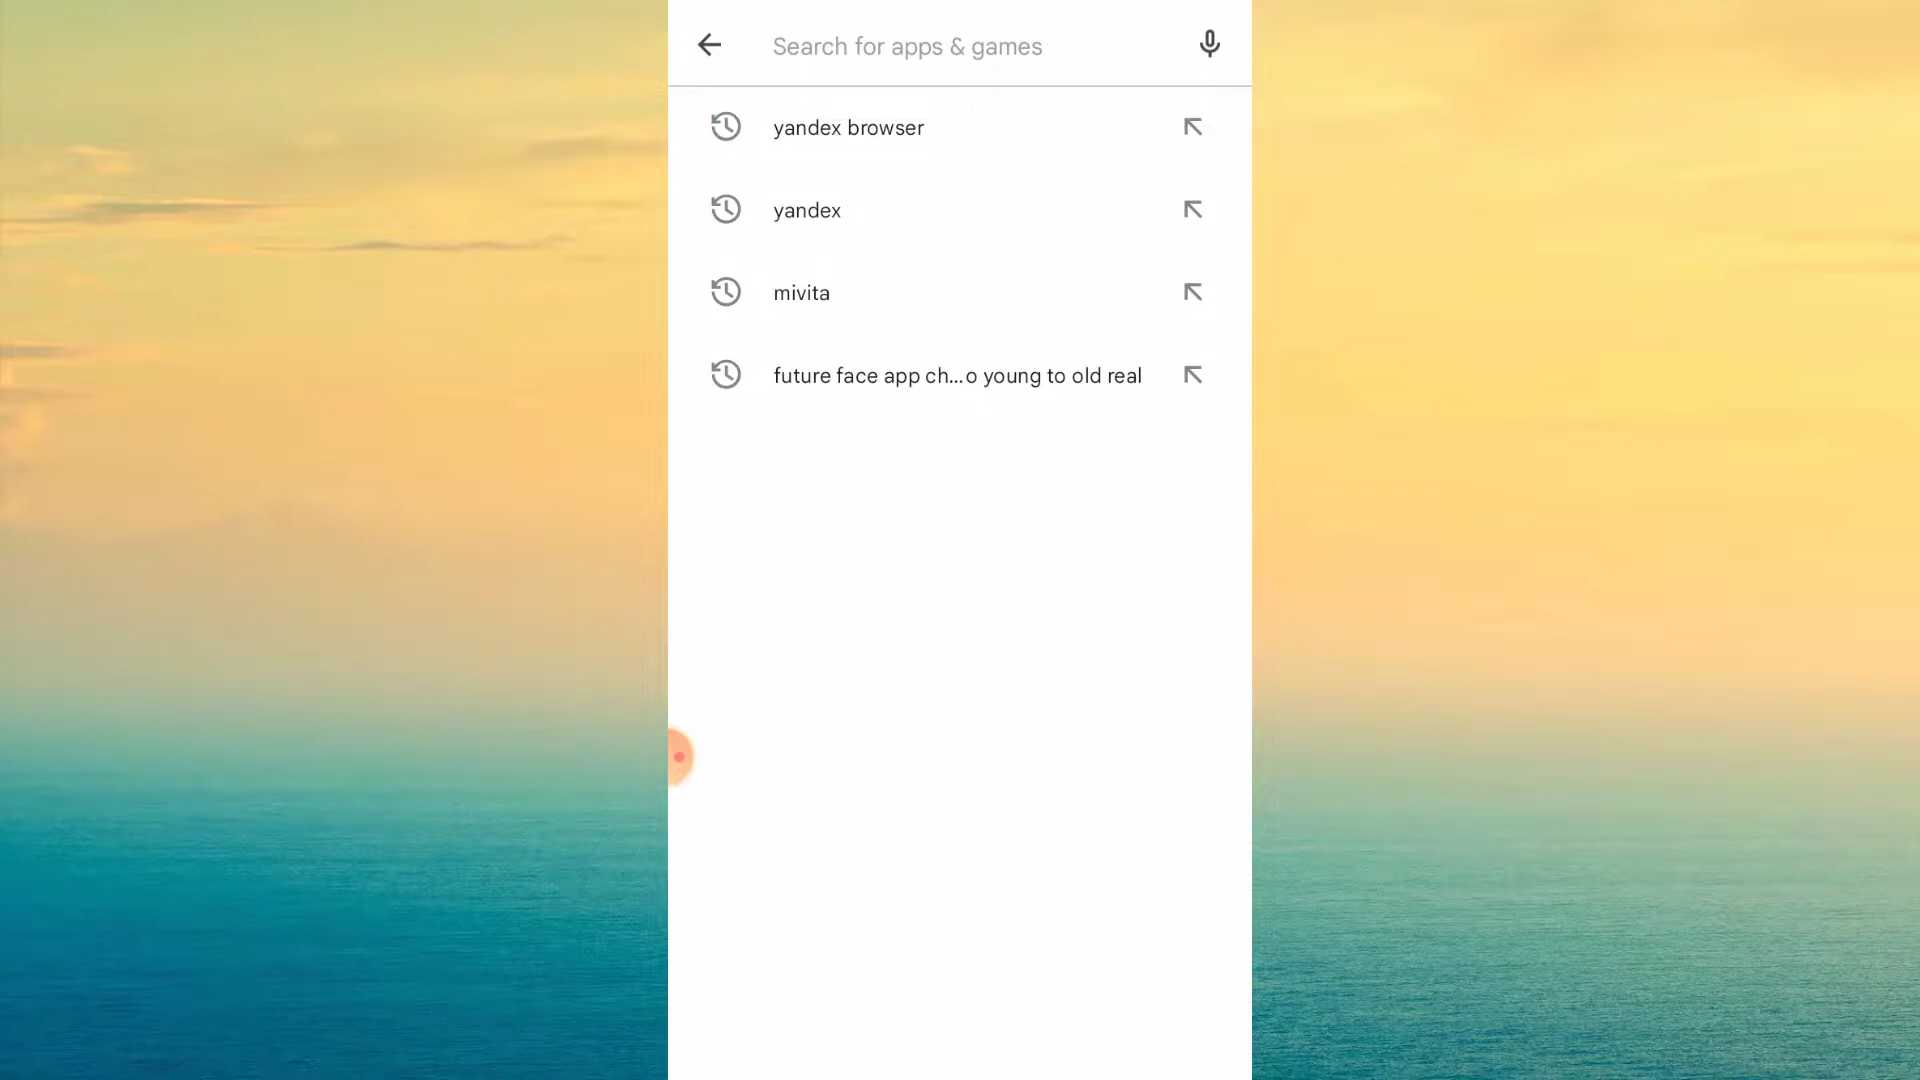 Search for apps & games
yandex browser
yandex
mivita
future face app ch...o young to old real